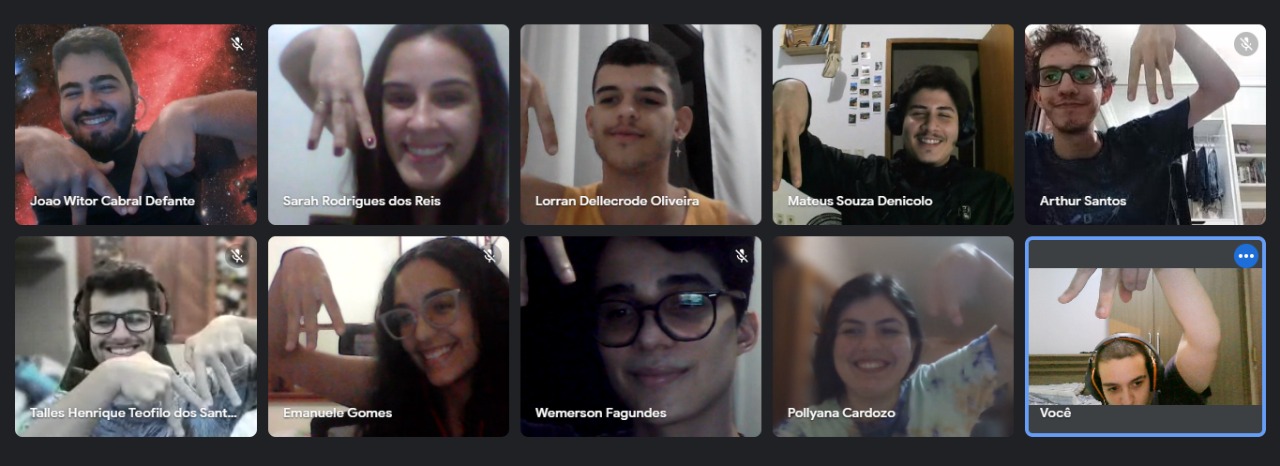 Joao Witor Cabral Defante
Sarah Rodrigues dos Reis
Lorran Dellecrode Oliveira
Mateus Souza Denicolo
Arthur Santos
Talles Henrique Teofilo dos Sant...
Emanuele Gomes
Wemerson Fagundes
Pollyana Cardozo
Você